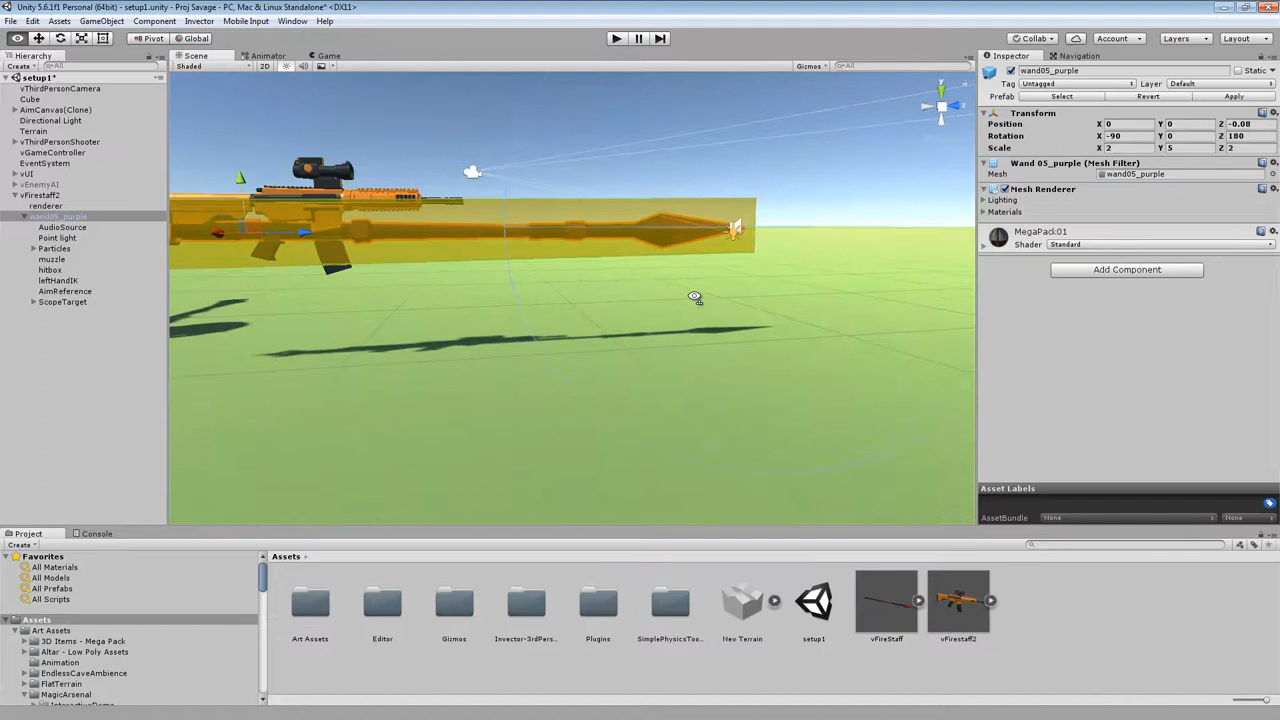 Unity 5.6.1f1 Personal (64bit) - setup1.unity - Proj Savage - PC, Mac & Linux Standalone* <DX11>
File Edit Assets GameObject Component Invector Mobile Input Window Help
Pivot Global Collab Account Layers Layout
Hierarchy Scene Animator Game Inspector Navigation
Create All Shaded 2D Gizmos All
wand05_purple Static
Tag Untagged Layer Default
Prefab Select Revert Apply
Transform
Position X 0 Y 0 Z -0.08
Rotation X -90 Y 0 Z 180
Scale X 2 Y 5 Z 2
Wand 05_purple (Mesh Filter)
Mesh wand05_purple
Mesh Renderer
Lighting
Materials
MegaPack01
Shader Standard
Add Component
Asset Labels
AssetBundle None None
setup1*
vThirdPersonCamera
Cube
AimCanvas(Clone)
Directional Light
Terrain
vThirdPersonShooter
vGameController
EventSystem
vUI
vEnemyAI
vFirestaff2
renderer
wand05_purple
AudioSource
Point light
Particles
muzzle
hitbox
leftHandIK
AimReference
ScopeTarget
y
z
Project Console
Create
Favorites
All Materials
All Models
All Prefabs
All Scripts
Assets
Art Assets
3D Items - Mega Pack
Altar - Low Poly Assets
Animation
EndlessCaveAmbience
FlatTerrain
MagicArsenal
Assets
Art Assets Editor Gizmos Invector-3rdPers... Plugins SimplePhysicsToo... New Terrain setup1 vFireStaff vFirestaff2